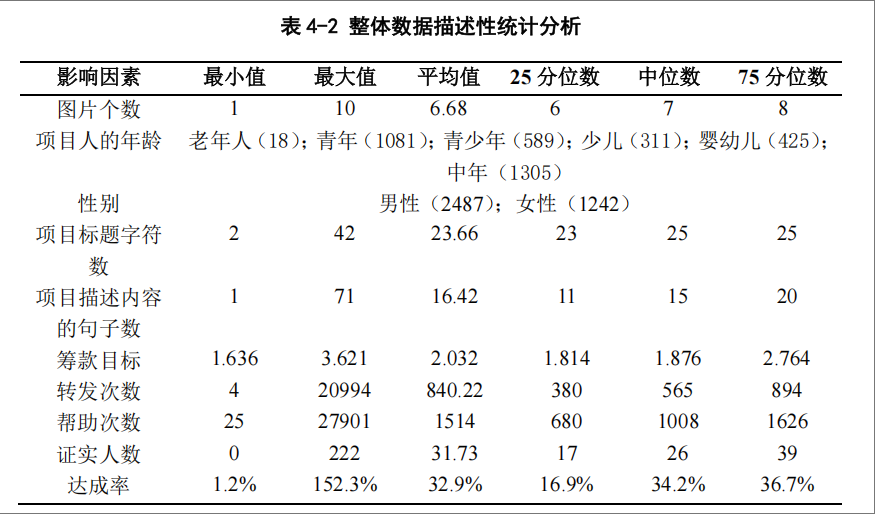 表 4-2 整体数据描述性统计分析
影响因素 最小值 最大值 平均值 25 分位数 中位数 75 分位数
图片个数 1 10 6.68 6 7 8
项目人的年龄 老年人（18）；青年（1081）；青少年（589）；少儿（311）；婴幼儿（425）；
中年（1305）
性别 男性（2487）；女性（1242）
项目标题字符 2 42 23.66 23 25 25
数
项目描述内容 1 71 16.42 11 15 20
的句子数
筹款目标 1.636 3.621 2.032 1.814 1.876 2.764
转发次数 4 20994 840.22 380 565 894
帮助次数 25 27901 1514 680 1008 1626
证实人数 0 222 31.73 17 26 39
达成率 1.2% 152.3% 32.9% 16.9% 34.2% 36.7%